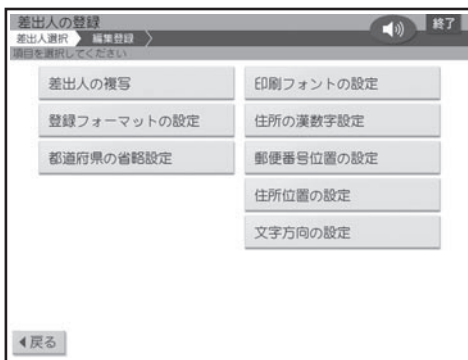 差出人の登録
終了
差出人選択 編集登録
項目を選択してください
差出人の複写
登録フォーマットの設定
都道府県の省略設定
印刷フォントの設定
住所の漢数字設定
郵便番号位置の設定
住所位置の設定
文字方向の設定
戻る